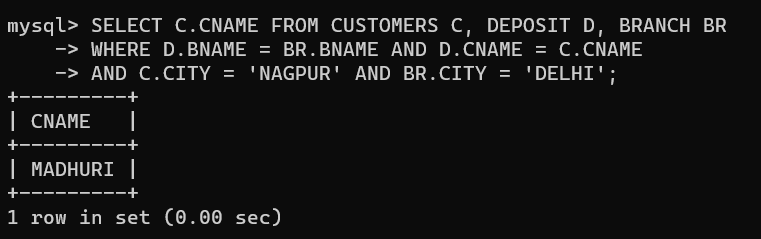 mysql> SELECT C.CNAME FROM CUSTOMERS C, DEPOSIT D, BRANCH BR
    -> WHERE D.BNAME = BR.BNAME AND D.CNAME = C.CNAME
    -> AND C.CITY = 'NAGPUR' AND BR.CITY = 'DELHI';
+---------+
| CNAME   |
+---------+
| MADHURI |
+---------+
1 row in set (0.00 sec)